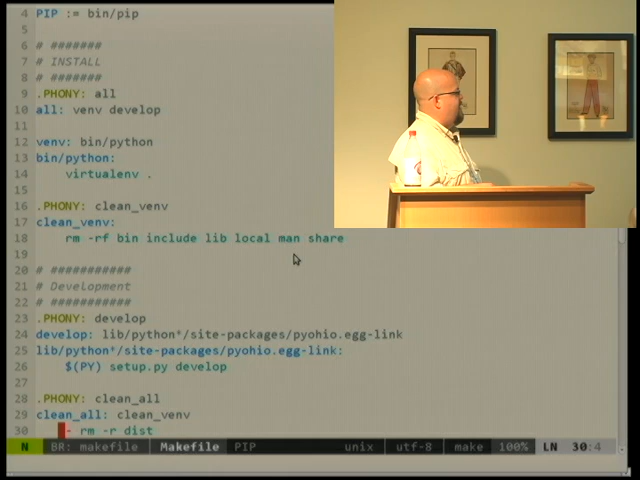 4 PIP := bin/pip
5
6 # #######
7 # INSTALL
8 # #######
9 .PHONY: all
10 all: venv develop
11
12 venv: bin/python
13 bin/python:
14 virtualenv .
15
16 .PHONY: clean_venv
17 clean_venv:
18 rm -rf bin include lib local man share
19
20 # ###########
21 # Development
22 # ###########
23 .PHONY: develop
24 develop: lib/python*/site-packages/pyohio.egg-link
25 lib/python*/site-packages/pyohio.egg-link:
26 $(PY) setup.py develop
27
28 .PHONY: clean_all
29 clean_all: clean_venv
30 - rm -r dist
N BR: makefile Makefile PIP unix utf-8 make 100% LN 30:4